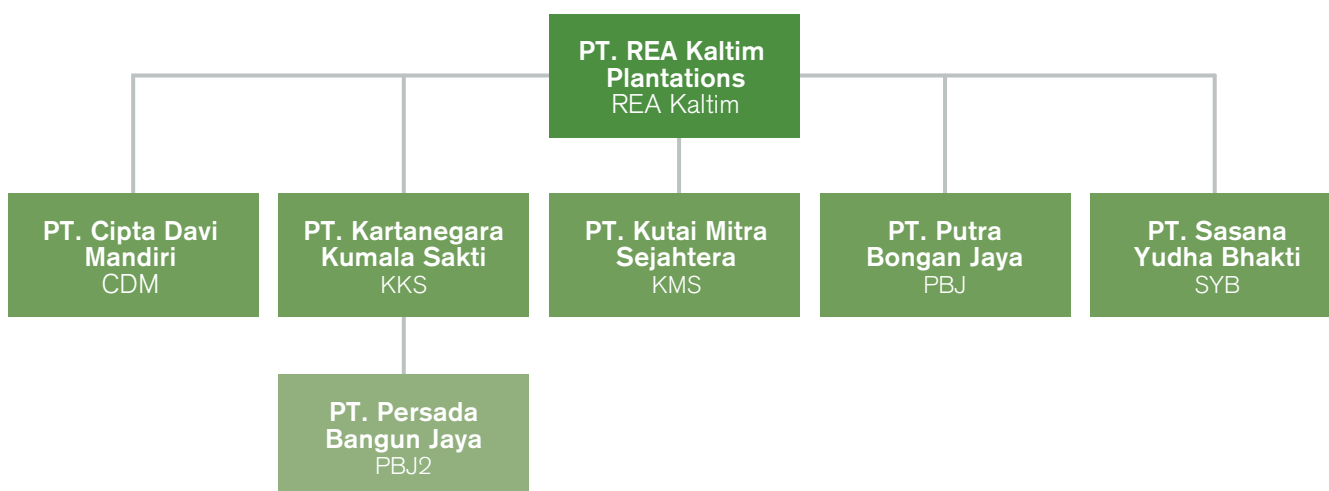 PT. REA Kaltim
Plantations
REA Kaltim
PT. Cipta Davi
Mandiri
CDM
PT. Kartanegara
Kumala Sakti
KKS
PT. Kutai Mitra
Sejahtera
KMS
PT. Putra
Bongan Jaya
PBJ
PT. Sasana
Yudha Bhakti
SYB
PT. Persada
Bangun Jaya
PBJ2